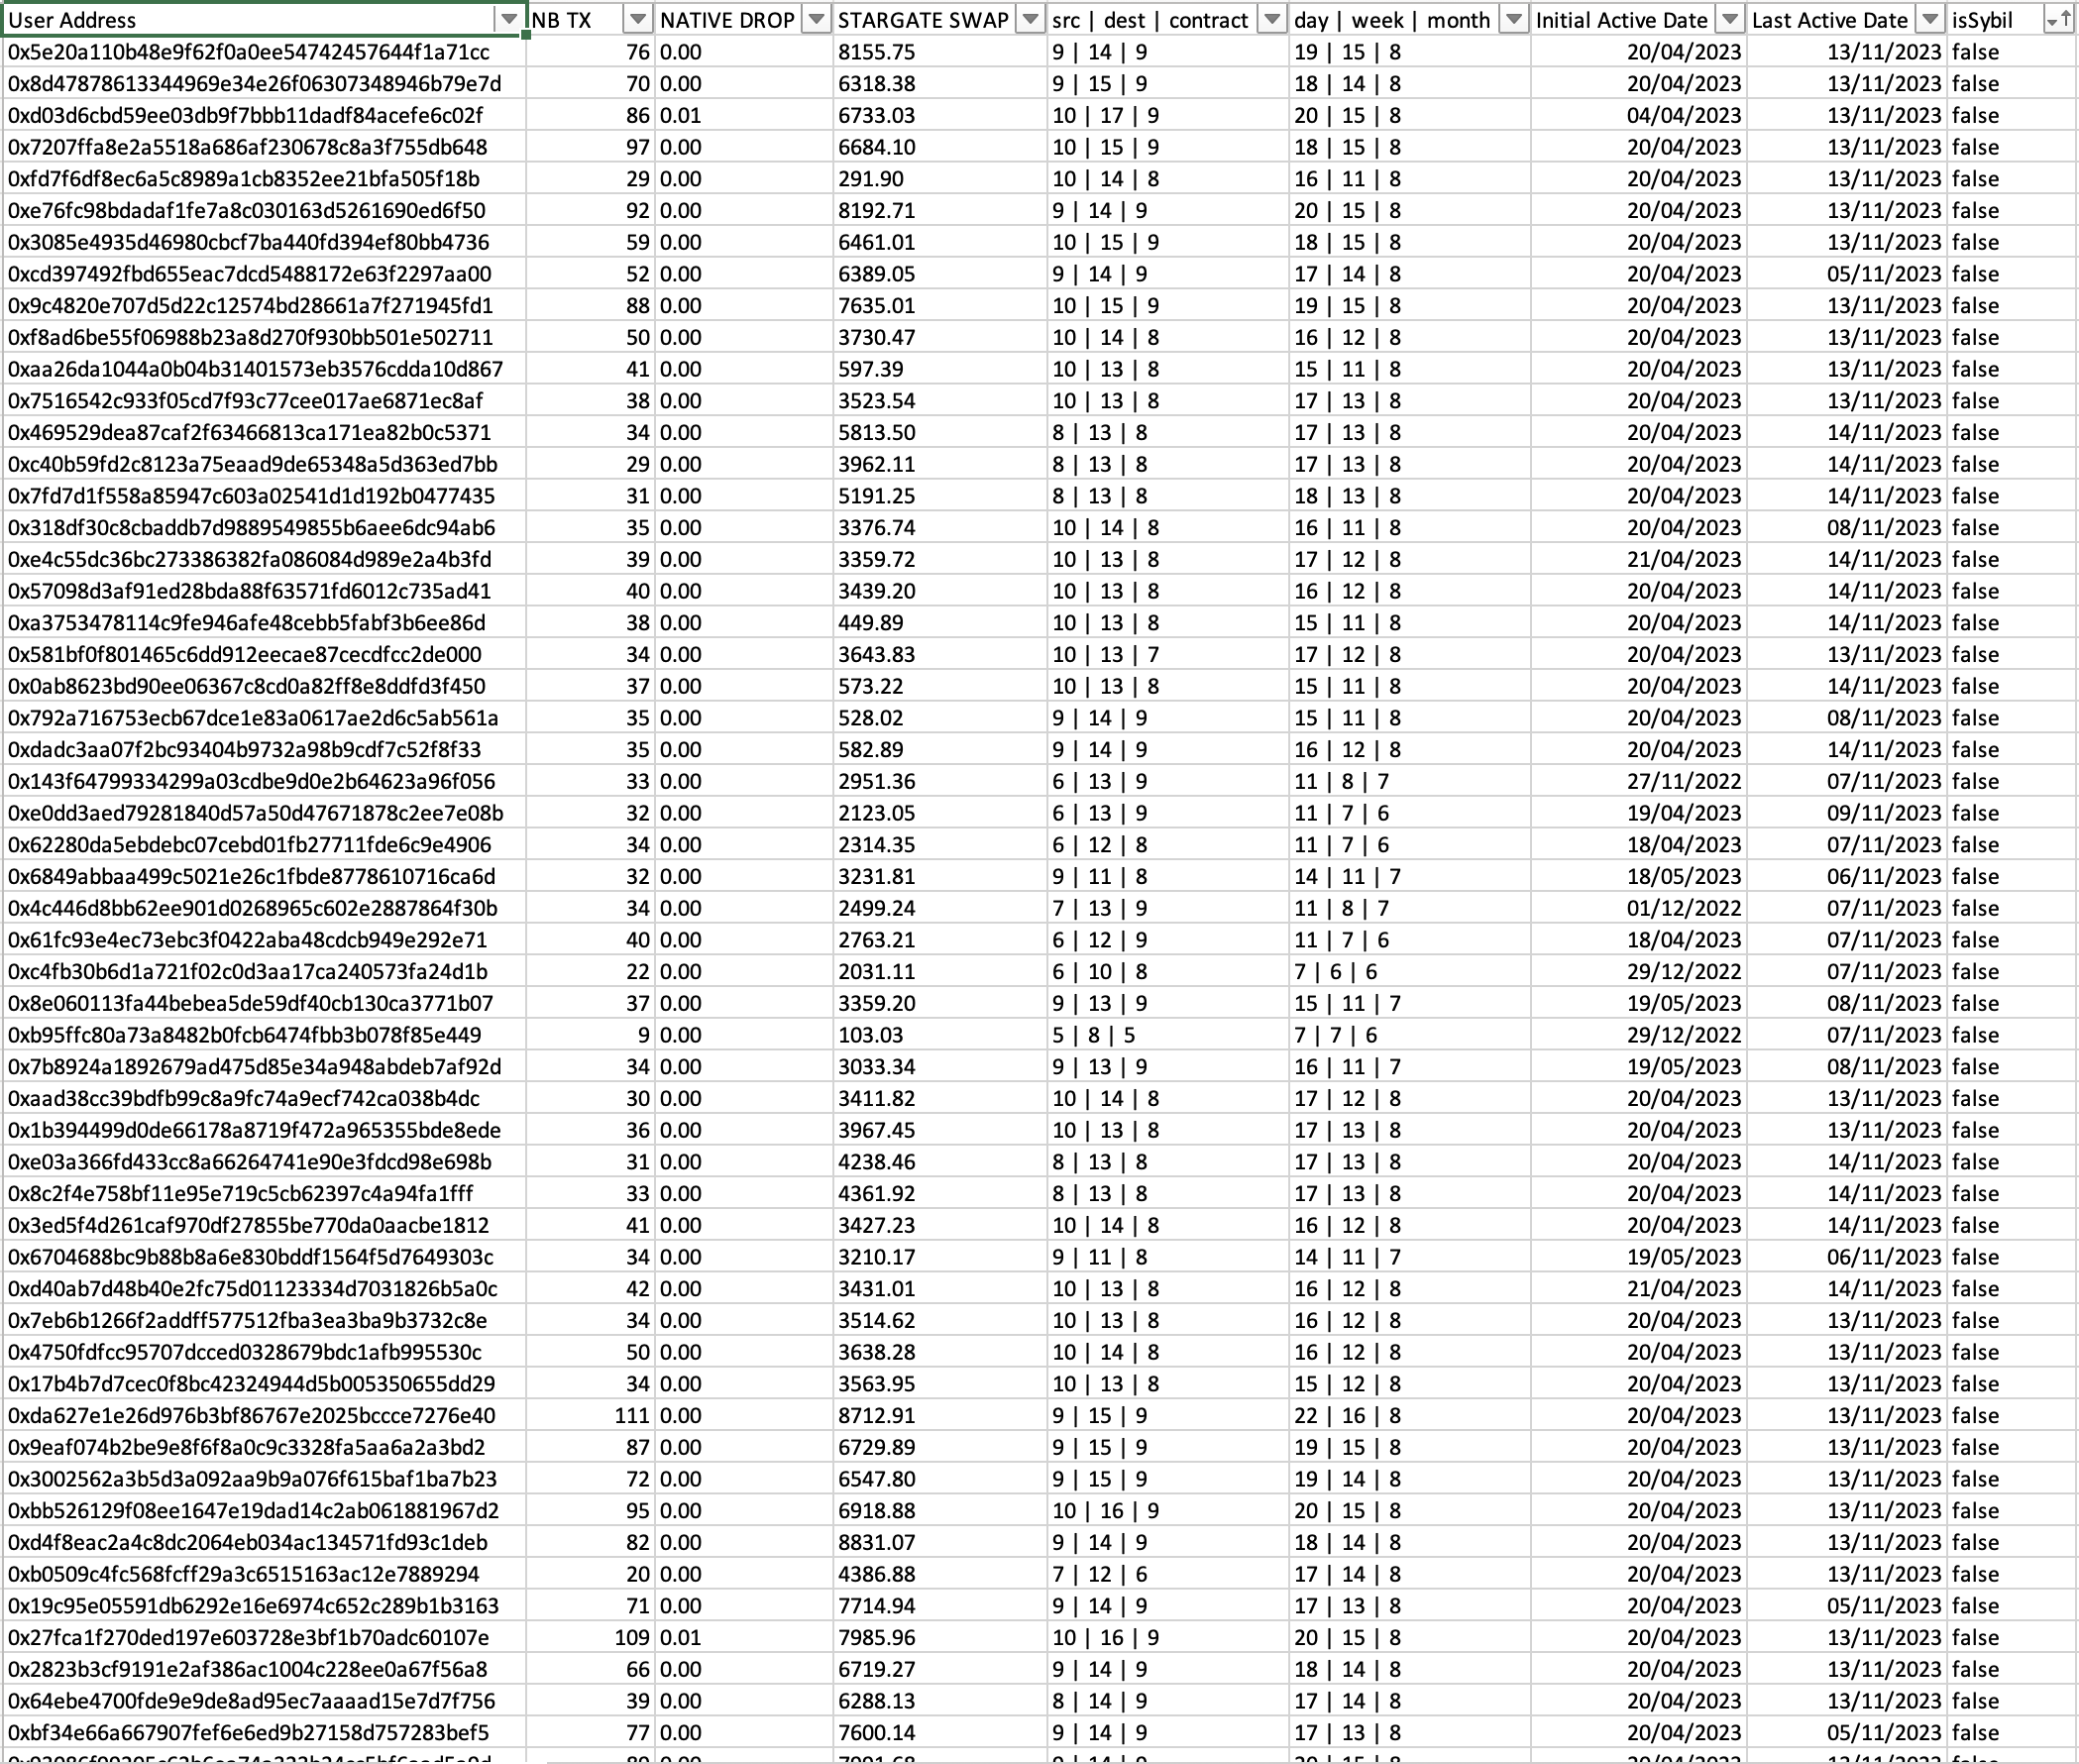 User Address NB TX NATIVE DROP STARGATE SWAP src | dest | contract day | week | month Initial Active Date Last Active Date isSybil
0x5e20a110b48e9f62f0a0ee54742457644f1a71cc 76 0.00 8155.75 9 | 14 | 9 19 | 15 | 8 20/04/2023 13/11/2023 false
0x8d47878613344969e34e26f06307348946b79e7d 70 0.00 6318.38 9 | 15 | 9 18 | 14 | 8 20/04/2023 13/11/2023 false
0xd03d6cbd59ee03db9f7bbb11dadf84acefe6c02f 86 0.01 6733.03 10 | 17 | 9 20 | 15 | 8 04/04/2023 13/11/2023 false
0x7207ffa8e2a5518a686af230678c8a3f755db648 97 0.00 6684.10 10 | 15 | 9 18 | 15 | 8 20/04/2023 13/11/2023 false
0xfd7f6df8ec6a5c8989a1cb8352ee21bfa505f18b 29 0.00 291.90 10 | 14 | 8 16 | 11 | 8 20/04/2023 13/11/2023 false
0xe76fc98bdadaf1fe7a8c030163d5261690ed6f50 92 0.00 8192.71 9 | 14 | 9 20 | 15 | 8 20/04/2023 13/11/2023 false
0x3085e4935d46980cbcf7ba440fd394ef80bb4736 59 0.00 6461.01 10 | 15 | 9 18 | 15 | 8 20/04/2023 13/11/2023 false
0xcd397492fbd655eac7dcd5488172e63f2297aa00 52 0.00 6389.05 9 | 14 | 9 17 | 14 | 8 20/04/2023 05/11/2023 false
0x9c4820e707d5d22c12574bd28661a7f271945fd1 88 0.00 7635.01 10 | 15 | 9 19 | 15 | 8 20/04/2023 13/11/2023 false
0xf8ad6be55f06988b23a8d270f930bb501e502711 50 0.00 3730.47 10 | 14 | 8 16 | 12 | 8 20/04/2023 13/11/2023 false
0xaa26da1044a0b04b31401573eb3576cdda10d867 41 0.00 597.39 10 | 13 | 8 15 | 11 | 8 20/04/2023 13/11/2023 false
0x7516542c933f05cd7f93c77cee017ae6871ec8af 38 0.00 3523.54 10 | 13 | 8 17 | 13 | 8 20/04/2023 13/11/2023 false
0x469529dea87caf2f63466813ca171ea82b0c5371 34 0.00 5813.50 8 | 13 | 8 17 | 13 | 8 20/04/2023 14/11/2023 false
0xc40b59fd2c8123a75eaad9de65348a5d363ed7bb 29 0.00 3962.11 8 | 13 | 8 17 | 13 | 8 20/04/2023 14/11/2023 false
0x7fd7d1f558a85947c603a02541d1d192b0477435 31 0.00 5191.25 8 | 13 | 8 18 | 13 | 8 20/04/2023 14/11/2023 false
0x318df30c8cbaddb7d9889549855b6aee6dc94ab6 35 0.00 3376.74 10 | 14 | 8 16 | 11 | 8 20/04/2023 08/11/2023 false
0xe4c55dc36bc273386382fa086084d989e2a4b3fd 39 0.00 3359.72 10 | 13 | 8 17 | 12 | 8 21/04/2023 14/11/2023 false
0x57098d3af91ed28bda88f63571fd6012c735ad41 40 0.00 3439.20 10 | 13 | 8 16 | 12 | 8 20/04/2023 14/11/2023 false
0xa3753478114c9fe946afe48cebb5fabf3b6ee86d 38 0.00 449.89 10 | 13 | 8 15 | 11 | 8 20/04/2023 14/11/2023 false
0x581bf0f801465c6dd912eecae87cecdfcc2de000 34 0.00 3643.83 10 | 13 | 7 17 | 12 | 8 20/04/2023 13/11/2023 false
0x0ab8623bd90ee06367c8cd0a82ff8e8ddfd3f450 37 0.00 573.22 10 | 13 | 8 15 | 11 | 8 20/04/2023 14/11/2023 false
0x792a716753ecb67dce1e83a0617ae2d6c5ab561a 35 0.00 528.02 9 | 14 | 9 15 | 11 | 8 20/04/2023 08/11/2023 false
0xdadc3aa07f2bc93404b9732a98b9cdf7c52f8f33 35 0.00 582.89 9 | 14 | 9 16 | 12 | 8 20/04/2023 14/11/2023 false
0x143f64799334299a03cdbe9d0e2b64623a96f056 33 0.00 2951.36 6 | 13 | 9 11 | 8 | 7 27/11/2022 07/11/2023 false
0xe0dd3aed79281840d57a50d47671878c2ee7e08b 32 0.00 2123.05 6 | 13 | 9 11 | 7 | 6 19/04/2023 09/11/2023 false
0x62280da5ebdebc07cebd01fb27711fde6c9e4906 34 0.00 2314.35 6 | 12 | 8 11 | 7 | 6 18/04/2023 07/11/2023 false
0x6849abbaa499c5021e26c1fbde8778610716ca6d 32 0.00 3231.81 9 | 11 | 8 14 | 11 | 7 18/05/2023 06/11/2023 false
0x4c446d8bb62ee901d0268965c602e2887864f30b 34 0.00 2499.24 7 | 13 | 9 11 | 8 | 7 01/12/2022 07/11/2023 false
0x61fc93e4ec73ebc3f0422aba48cdcb949e292e71 40 0.00 2763.21 6 | 12 | 9 11 | 7 | 6 18/04/2023 07/11/2023 false
0xc4fb30b6d1a721f02c0d3aa17ca240573fa24d1b 22 0.00 2031.11 6 | 10 | 8 7 | 6 | 6 29/12/2022 07/11/2023 false
0x8e060113fa44bebea5de59df40cb130ca3771b07 37 0.00 3359.20 9 | 13 | 9 15 | 11 | 7 19/05/2023 08/11/2023 false
0xb95ffc80a73a8482b0fcb6474fbb3b078f85e449 9 0.00 103.03 5 | 8 | 5 7 | 7 | 6 29/12/2022 07/11/2023 false
0x7b8924a1892679ad475d85e34a948abdeb7af92d 34 0.00 3033.34 9 | 13 | 9 16 | 11 | 7 19/05/2023 08/11/2023 false
0xaad38cc39bdfb99c8a9fc74a9ecf742ca038b4dc 30 0.00 3411.82 10 | 14 | 8 17 | 12 | 8 20/04/2023 13/11/2023 false
0x1b394499d0de66178a8719f472a965355bde8ede 36 0.00 3967.45 10 | 13 | 8 17 | 13 | 8 20/04/2023 13/11/2023 false
0xe03a366fd433cc8a66264741e90e3fdcd98e698b 31 0.00 4238.46 8 | 13 | 8 17 | 13 | 8 20/04/2023 14/11/2023 false
0x8c2f4e758bf11e95e719c5cb62397c4a94fa1fff 33 0.00 4361.92 8 | 13 | 8 17 | 13 | 8 20/04/2023 14/11/2023 false
0x3ed5f4d261caf970df27855be770da0aacbe1812 41 0.00 3427.23 10 | 14 | 8 16 | 12 | 8 20/04/2023 14/11/2023 false
0x6704688bc9b88b8a6e830bddf1564f5d7649303c 34 0.00 3210.17 9 | 11 | 8 14 | 11 | 7 19/05/2023 06/11/2023 false
0xd40ab7d48b40e2fc75d01123334d7031826b5a0c 42 0.00 3431.01 10 | 13 | 8 16 | 12 | 8 21/04/2023 14/11/2023 false
0x7eb6b1266f2addff577512fba3ea3ba9b3732c8e 34 0.00 3514.62 10 | 13 | 8 16 | 12 | 8 20/04/2023 13/11/2023 false
0x4750fdfcc95707dcced0328679bdc1afb995530c 50 0.00 3638.28 10 | 14 | 8 16 | 12 | 8 20/04/2023 13/11/2023 false
0x17b4b7d7cec0f8bc42324944d5b005350655dd29 34 0.00 3563.95 10 | 13 | 8 15 | 12 | 8 20/04/2023 13/11/2023 false
0xda627e1e26d976b3bf86767e2025bccce7276e40 111 0.00 8712.91 9 | 15 | 9 22 | 16 | 8 20/04/2023 13/11/2023 false
0x9eaf074b2be9e8f6f8a0c9c3328fa5aa6a2a3bd2 87 0.00 6729.89 9 | 15 | 9 19 | 15 | 8 20/04/2023 13/11/2023 false
0x3002562a3b5d3a092aa9b9a076f615baf1ba7b23 72 0.00 6547.80 9 | 15 | 9 19 | 14 | 8 20/04/2023 13/11/2023 false
0xbb526129f08ee1647e19dad14c2ab061881967d2 95 0.00 6918.88 10 | 16 | 9 20 | 15 | 8 20/04/2023 13/11/2023 false
0xd4f8eac2a4c8dc2064eb034ac134571fd93c1deb 82 0.00 8831.07 9 | 14 | 9 18 | 14 | 8 20/04/2023 13/11/2023 false
0xb0509c4fc568fcff29a3c6515163ac12e7889294 20 0.00 4386.88 7 | 12 | 6 17 | 14 | 8 20/04/2023 13/11/2023 false
0x19c95e05591db6292e16e6974c652c289b1b3163 71 0.00 7714.94 9 | 14 | 9 17 | 13 | 8 20/04/2023 05/11/2023 false
0x27fca1f270ded197e603728e3bf1b70adc60107e 109 0.01 7985.96 10 | 16 | 9 20 | 15 | 8 20/04/2023 13/11/2023 false
0x2823b3cf9191e2af386ac1004c228ee0a67f56a8 66 0.00 6719.27 9 | 14 | 9 18 | 14 | 8 20/04/2023 13/11/2023 false
0x64ebe4700fde9e9de8ad95ec7aaaad15e7d7f756 39 0.00 6288.13 8 | 14 | 9 17 | 14 | 8 20/04/2023 13/11/2023 false
0xbf34e66a667907fef6e6ed9b27158d757283bef5 77 0.00 7600.14 9 | 14 | 9 17 | 13 | 8 20/04/2023 05/11/2023 false